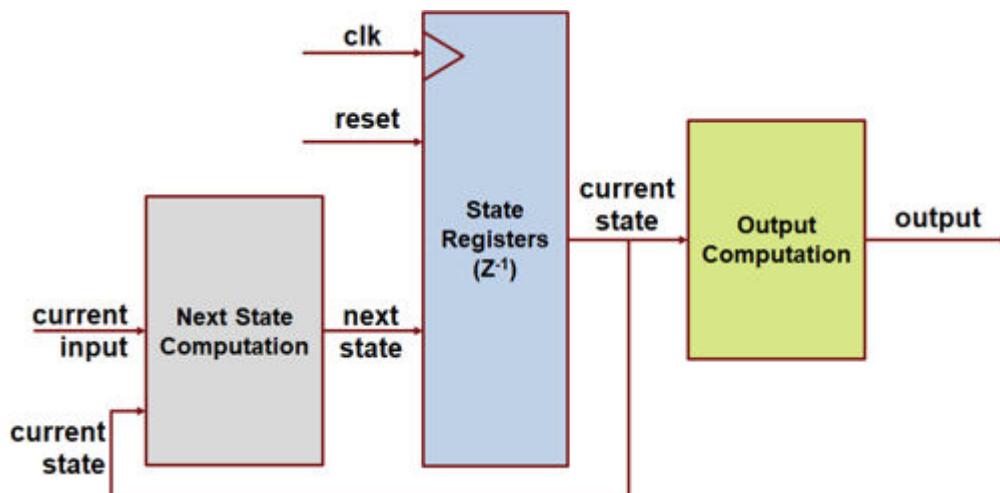 clk
reset
current
input
current
state
Next State
Computation
next
state
State
Registers
(Z⁻¹)
current
state
Output
Computation
output